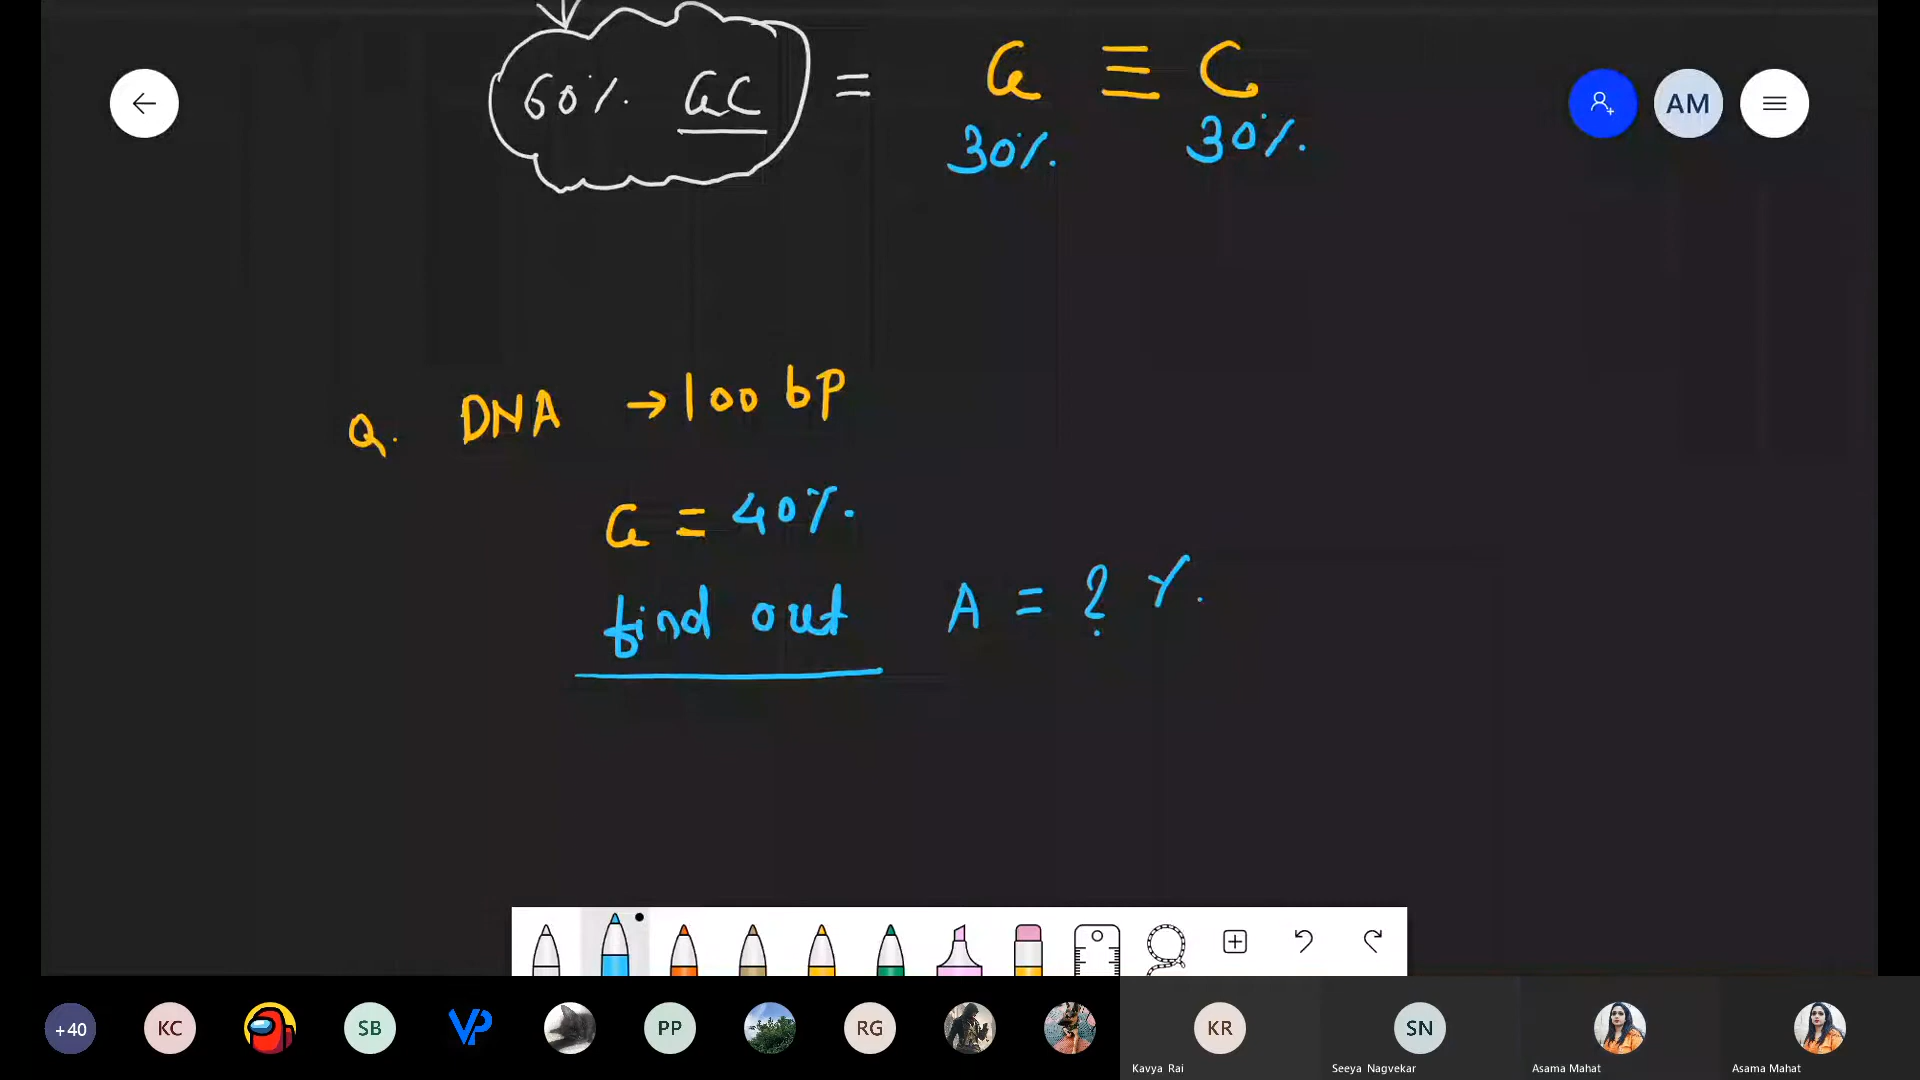 60% GC = G ≡ C
30% 30%
AM
Q. DNA → 100 bp
G = 40%
find out A = ? %
+40 KC SB VP PP RG KR SN
Kavya Rai Seeya Nagvekar Asama Mahat Asama Mahat